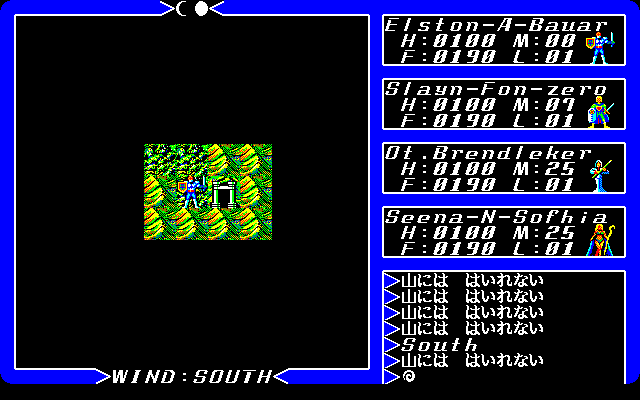 Elston-A-Bauar
H:0100 M:00
F:0190 L:01
Slayn-Fon-zero
H:0100 M:09
F:0190 L:01
Ot.Brendleker
H:0100 M:25
F:0190 L:01
Seena-N-Sofhia
H:0100 M:25
F:0190 L:01
山には はいれない
山には はいれない
山には はいれない
山には はいれない
South
山には はいれない
WIND:SOUTH